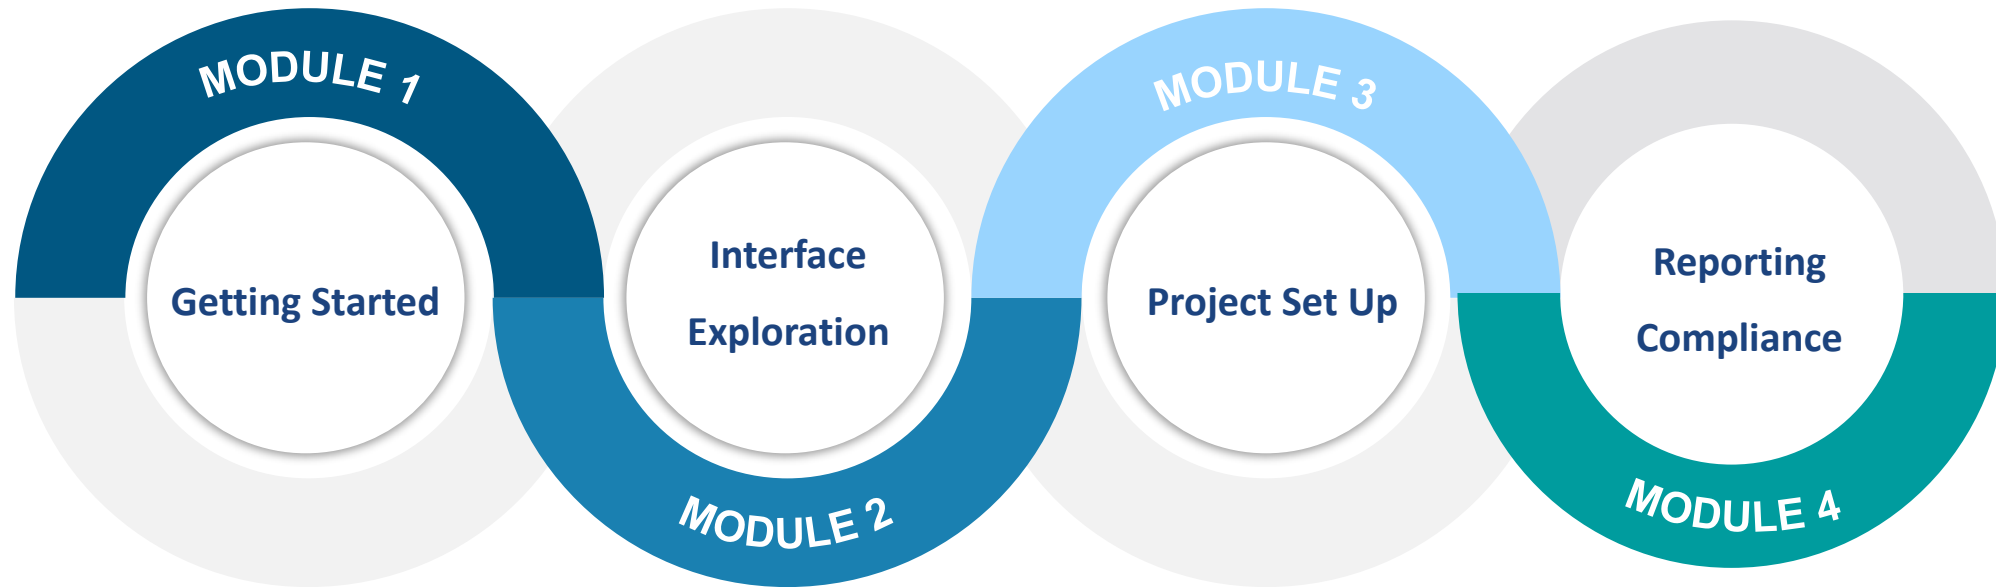 MODULE 1
Getting Started
Interface
Exploration
MODULE 2
MODULE 3
Project Set Up
Reporting
Compliance
MODULE 4